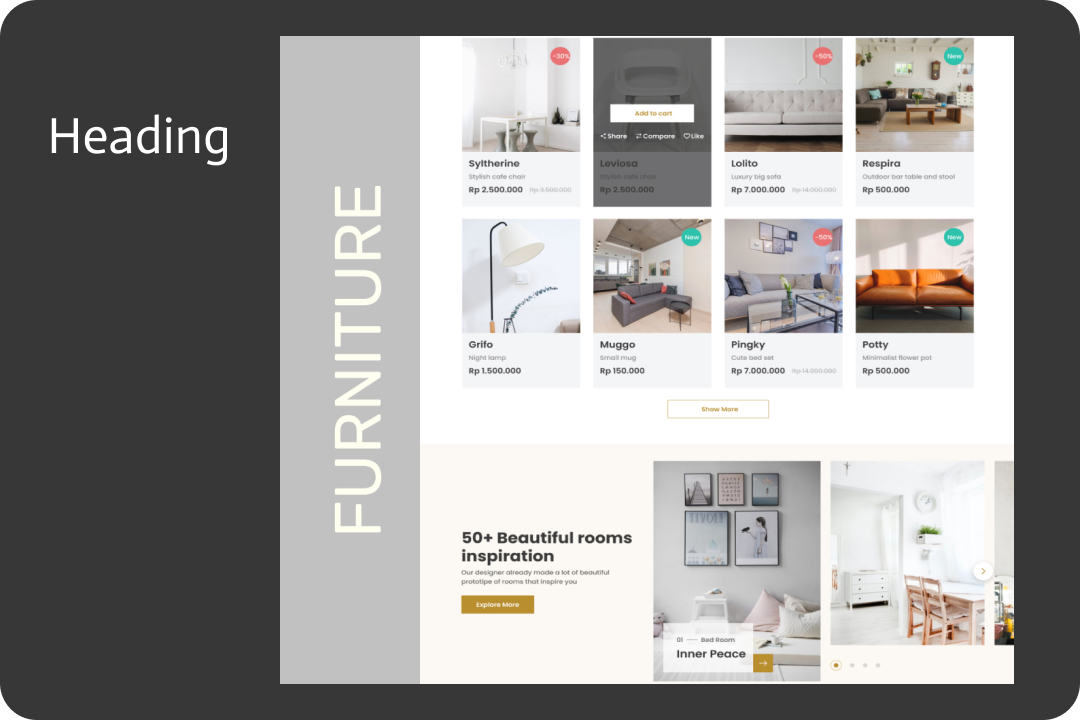 Heading
FURNITURE
-30%
Syltherine
Stylish cafe chair
Rp 2.500.000 Rp 3.500.000
Add to cart
Share Compare Like
Leviosa
Stylish cafe chair
Rp 2.500.000
-50%
Lolito
Luxury big sofa
Rp 7.000.000 Rp 14.000.000
New
Respira
Outdoor bar table and stool
Rp 500.000
Grifo
Night lamp
Rp 1.500.000
New
Muggo
Small mug
Rp 150.000
-50%
Pingky
Cute bed set
Rp 7.000.000 Rp 14.000.000
New
Potty
Minimalist flower pot
Rp 500.000
Show More
50+ Beautiful rooms
inspiration
Our designer already made a lot of beautiful
prototipe of rooms that inspire you
Explore More
TIVOLI
01 Bed Room
Inner Peace